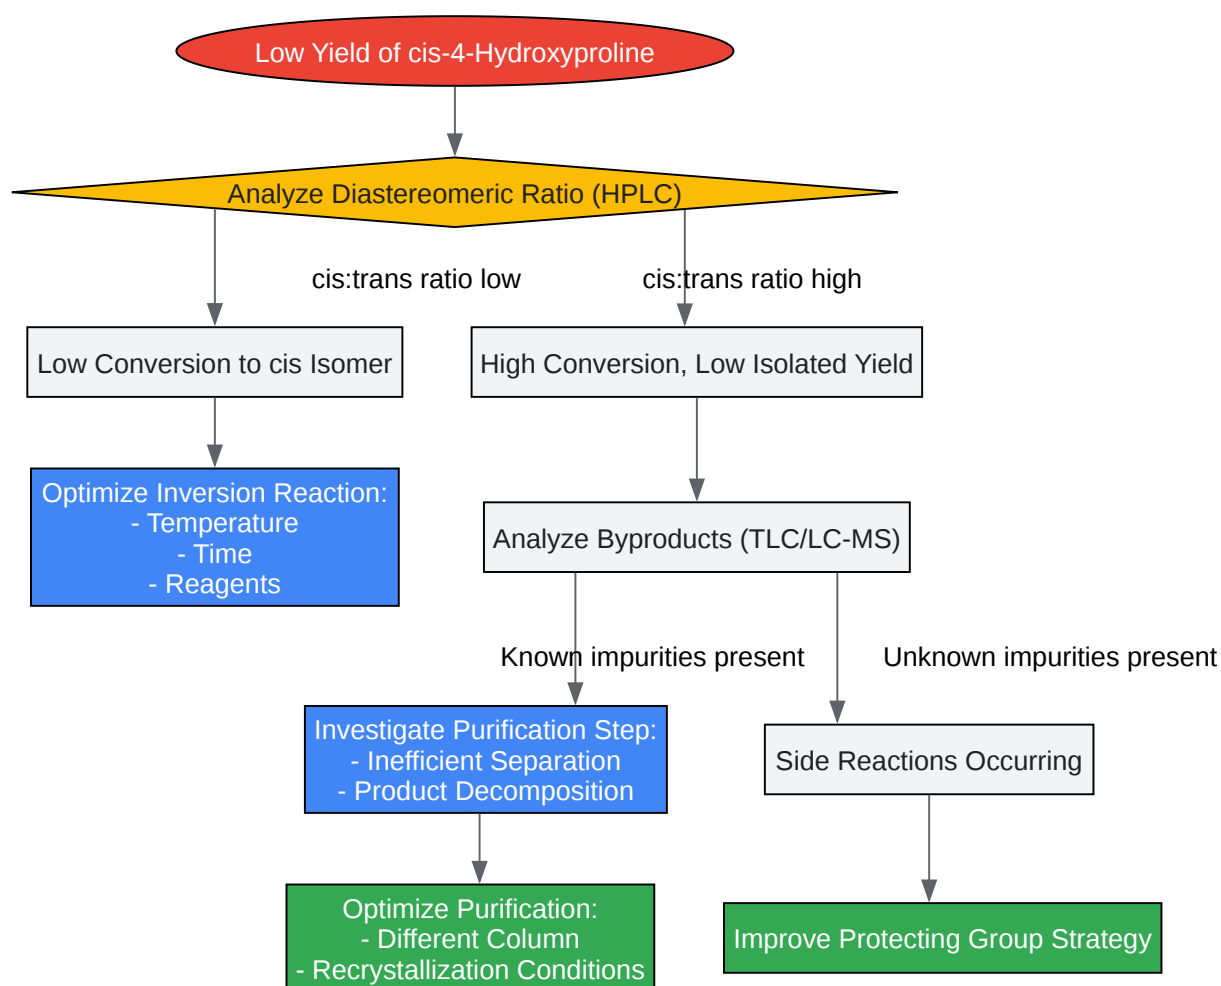 Low Yield of cis-4-Hydroxyproline
Analyze Diastereomeric Ratio (HPLC)
cis:trans ratio low
cis:trans ratio high
Low Conversion to cis Isomer
High Conversion, Low Isolated Yield
Optimize Inversion Reaction:
- Temperature
- Time
- Reagents
Analyze Byproducts (TLC/LC-MS)
Known impurities present
Unknown impurities present
Investigate Purification Step:
- Inefficient Separation
- Product Decomposition
Side Reactions Occurring
Optimize Purification:
- Different Column
- Recrystallization Conditions
Improve Protecting Group Strategy